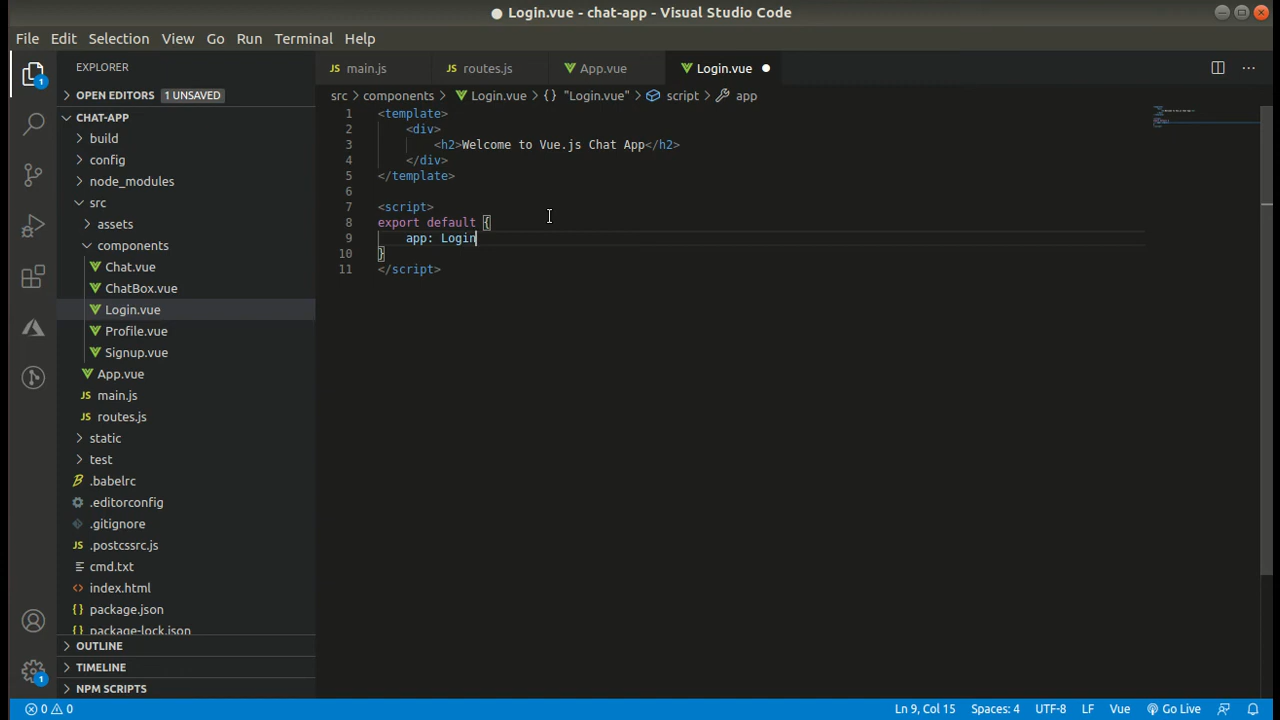 ● Login.vue - chat-app - Visual Studio Code
File Edit Selection View Go Run Terminal Help
EXPLORER
JS main.js
JS routes.js
App.vue
Login.vue ●
OPEN EDITORS 1 UNSAVED
src > components > Login.vue > {} "Login.vue" > script > app
CHAT-APP
build
config
node_modules
src
assets
components
Chat.vue
ChatBox.vue
Login.vue
Profile.vue
Signup.vue
App.vue
JS main.js
JS routes.js
static
test
.babelrc
.editorconfig
.gitignore
JS .postcssrc.js
cmd.txt
<> index.html
{} package.json
{} package-lock.json
OUTLINE
TIMELINE
NPM SCRIPTS
1
1
1 <template>
2 <div>
3 <h2>Welcome to Vue.js Chat App</h2>
4 </div>
5 </template>
6
7 <script>
8 export default {
9 app: Login
10 }
11 </script>
0 0
Ln 9, Col 15 Spaces: 4 UTF-8 LF Vue Go Live